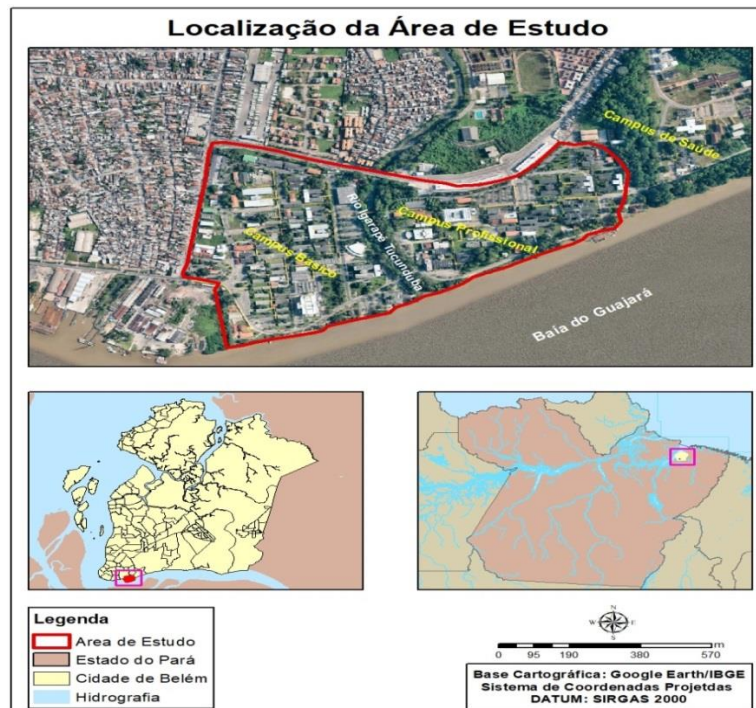 Localização da Área de Estudo
Campus de Saúde
Campus Profissional
Rio Igarapé Tucunduba
Campus Básico
Baía do Guajará
Legenda
Area de Estudo
Estado do Pará
Cidade de Belém
Hidrografia
N
W E
S
m
0 95 190 380 570
Base Cartográfica: Google Earth/IBGE
Sistema de Coordenadas Projetdas
DATUM: SIRGAS 2000